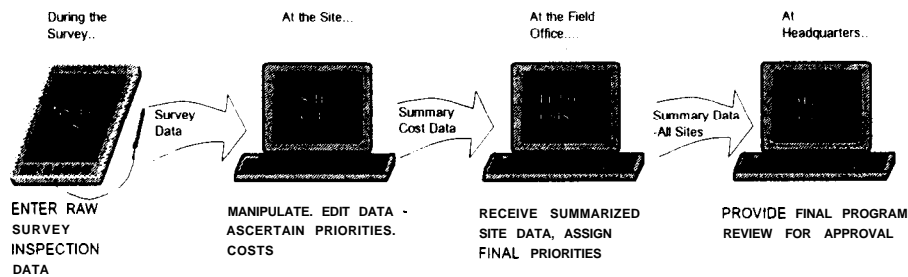 During the
Survey..
At the Site...
At the Field
Office....
At
Headquarters..
Survey
Data
Summary
Cost Data
Summary Data
-All Sites
ENTER RAW
SURVEY
INSPECTION
DATA
MANIPULATE. EDIT DATA -
ASCERTAIN PRIORITIES.
COSTS
RECEIVE SUMMARIZED
SITE DATA, ASSIGN
FINAL PRIORITIES
PROVIDE FINAL PROGRAM
REVIEW FOR APPROVAL